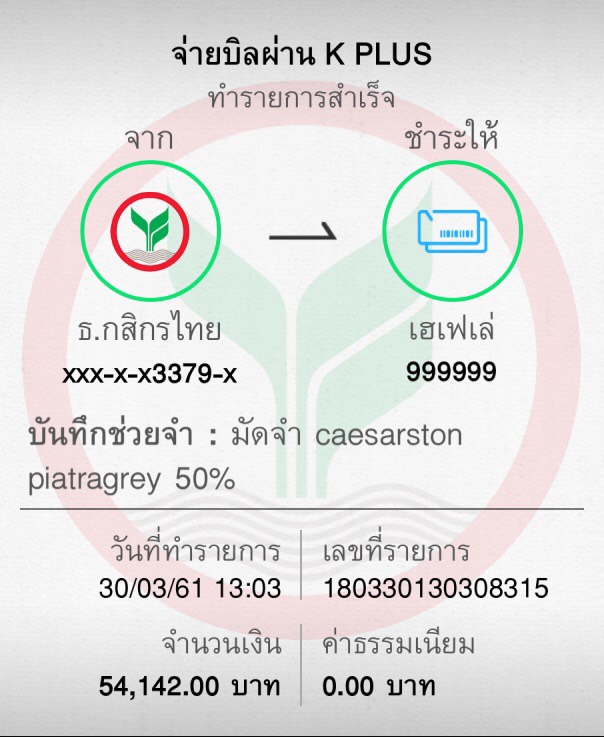 จ่ายบิลผ่าน K PLUS
ทำรายการสำเร็จ
จาก
ชำระให้
ธ.กสิกรไทย
xxx-x-x3379-x
เฮเฟเล่
999999
บันทึกช่วยจำ : มัดจำ caesarston
piatragrey 50%
วันที่ทำรายการ
30/03/61 13:03
เลขที่รายการ
180330130308315
จำนวนเงิน
54,142.00 บาท
ค่าธรรมเนียม
0.00 บาท